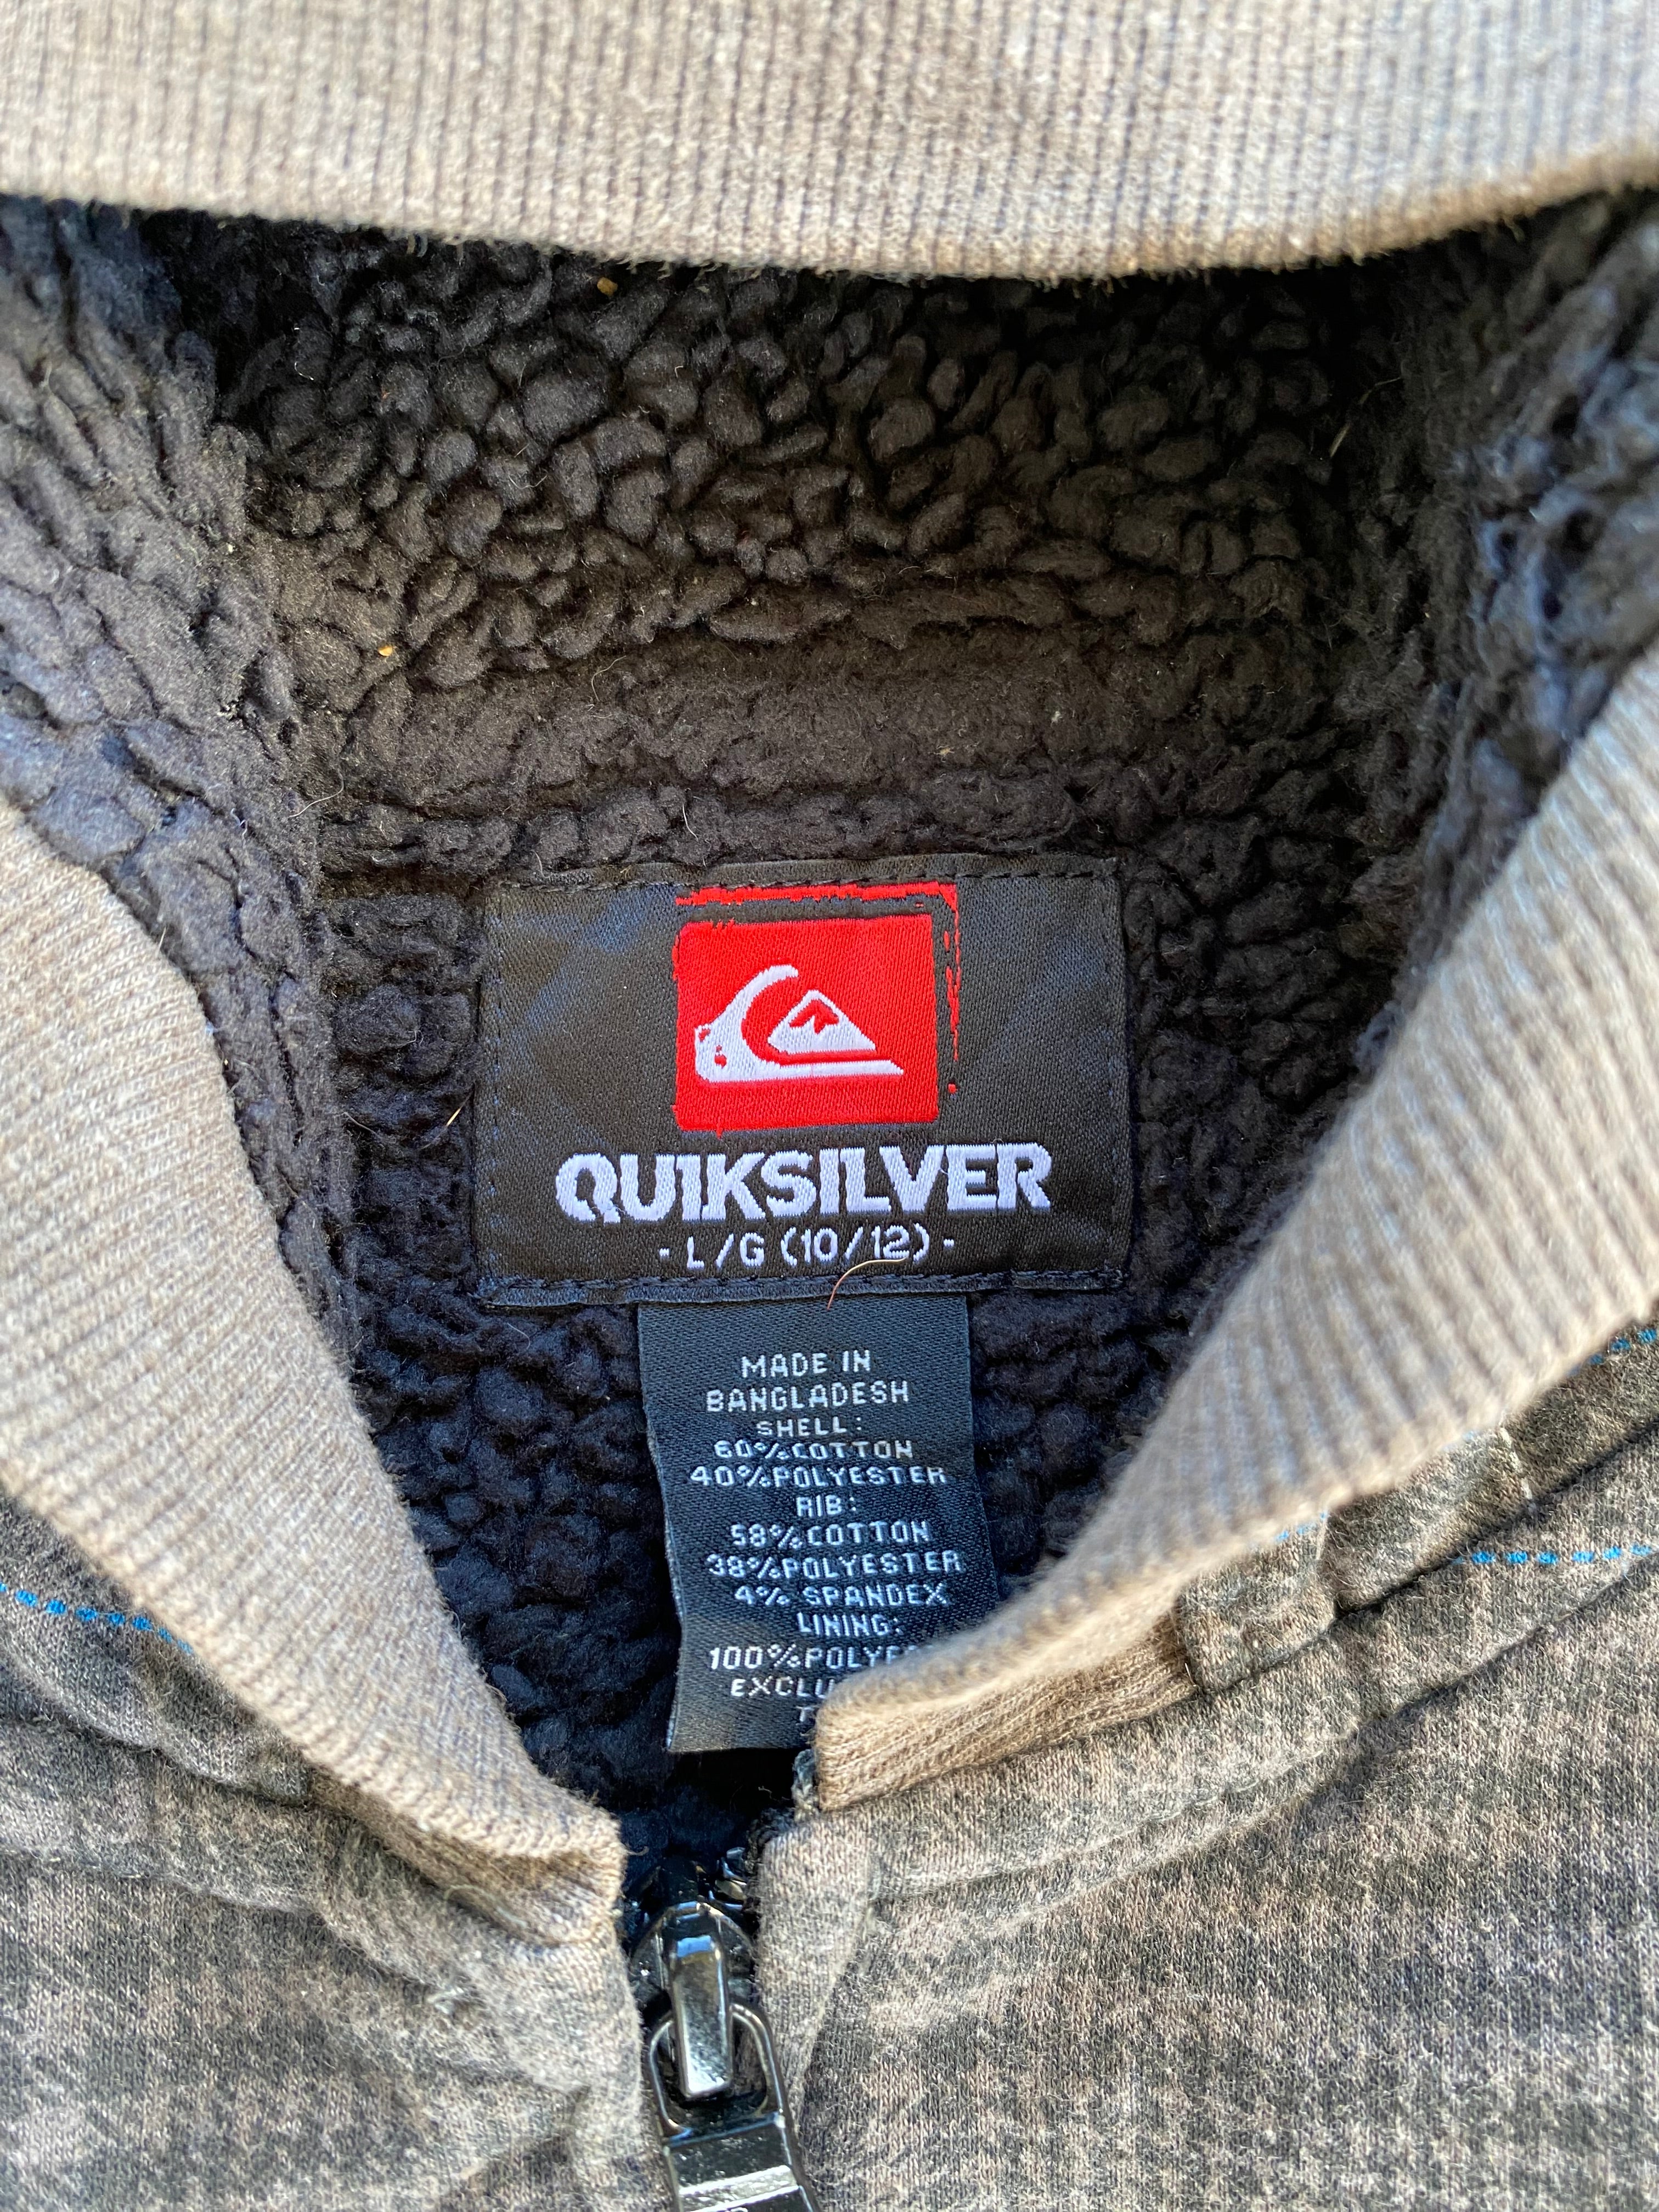 QUIKSILVER
- L/G (10/12) -
MADE IN
BANGLADESH
SHELL:
60%COTTON
40%POLYESTER
RIB:
58%COTTON
38%POLYESTER
4% SPANDEX
LINING: